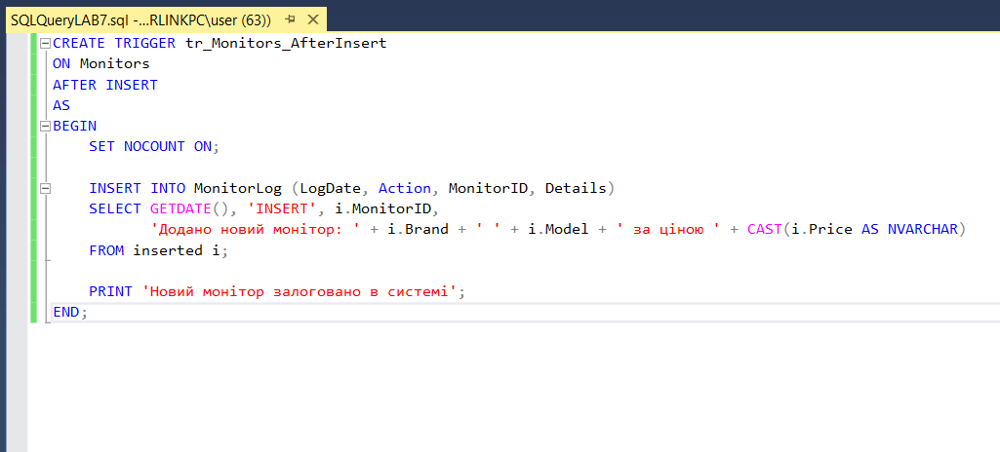 SQLQueryLAB7.sql -...RLINKPC\user (63))
CREATE TRIGGER tr_Monitors_AfterInsert
ON Monitors
AFTER INSERT
AS
BEGIN
SET NOCOUNT ON;
INSERT INTO MonitorLog (LogDate, Action, MonitorID, Details)
SELECT GETDATE(), 'INSERT', i.MonitorID,
'Додано новий монітор: ' + i.Brand + ' ' + i.Model + ' за ціною ' + CAST(i.Price AS NVARCHAR)
FROM inserted i;
PRINT 'Новий монітор залоговано в системі';
END;